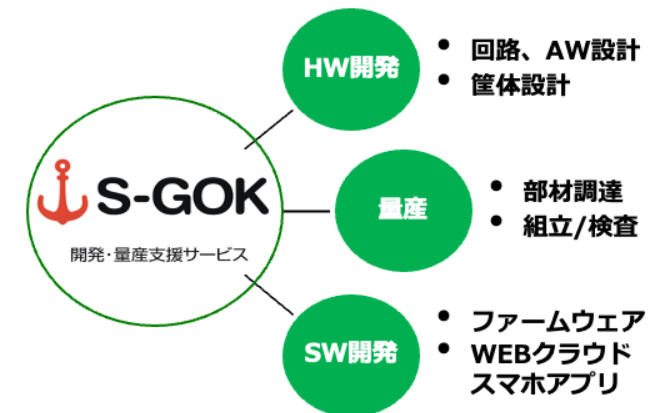 HW開発
• 回路、AW設計
• 筐体設計
S-GOK
開発・量産支援サービス
量産
• 部材調達
• 組立/検査
SW開発
• ファームウェア
• WEBクラウド
スマホアプリ